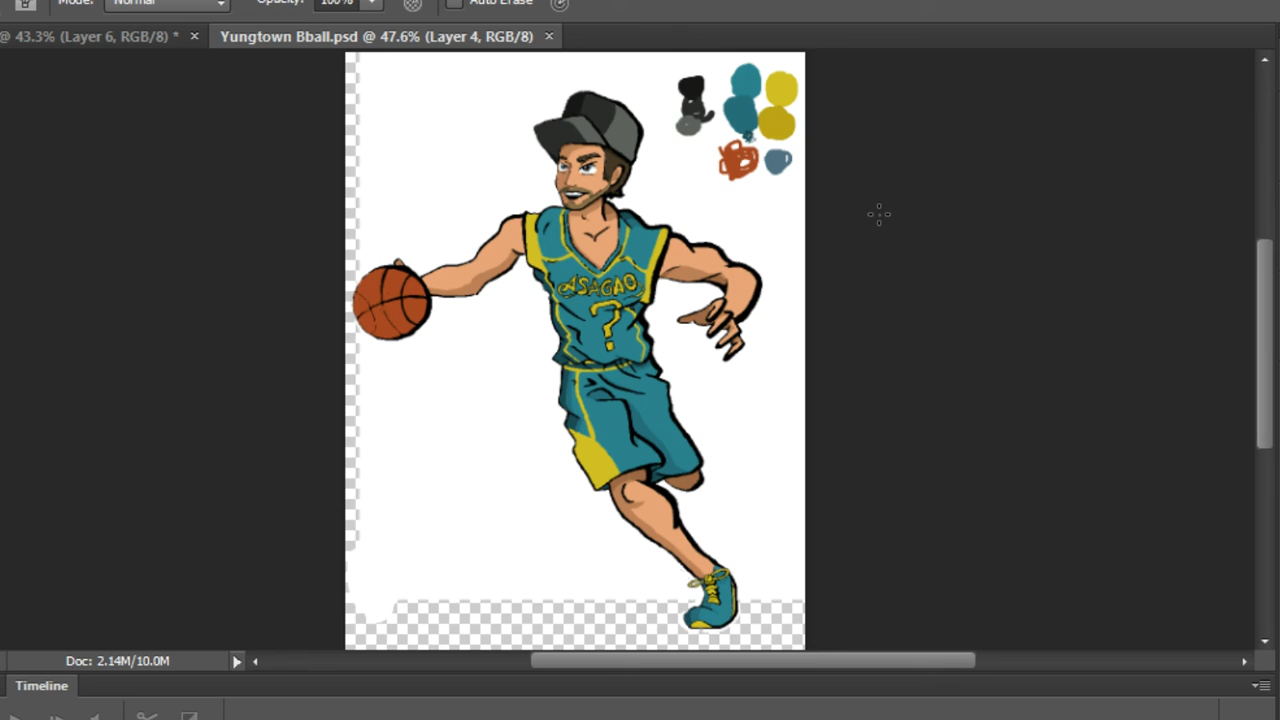 Mode: Normal Opacity: 100% Auto Erase
@ 43.3% (Layer 6, RGB/8) * × Yungtown Bball.psd @ 47.6% (Layer 4, RGB/8) ×
?
Doc: 2.14M/10.0M
Timeline